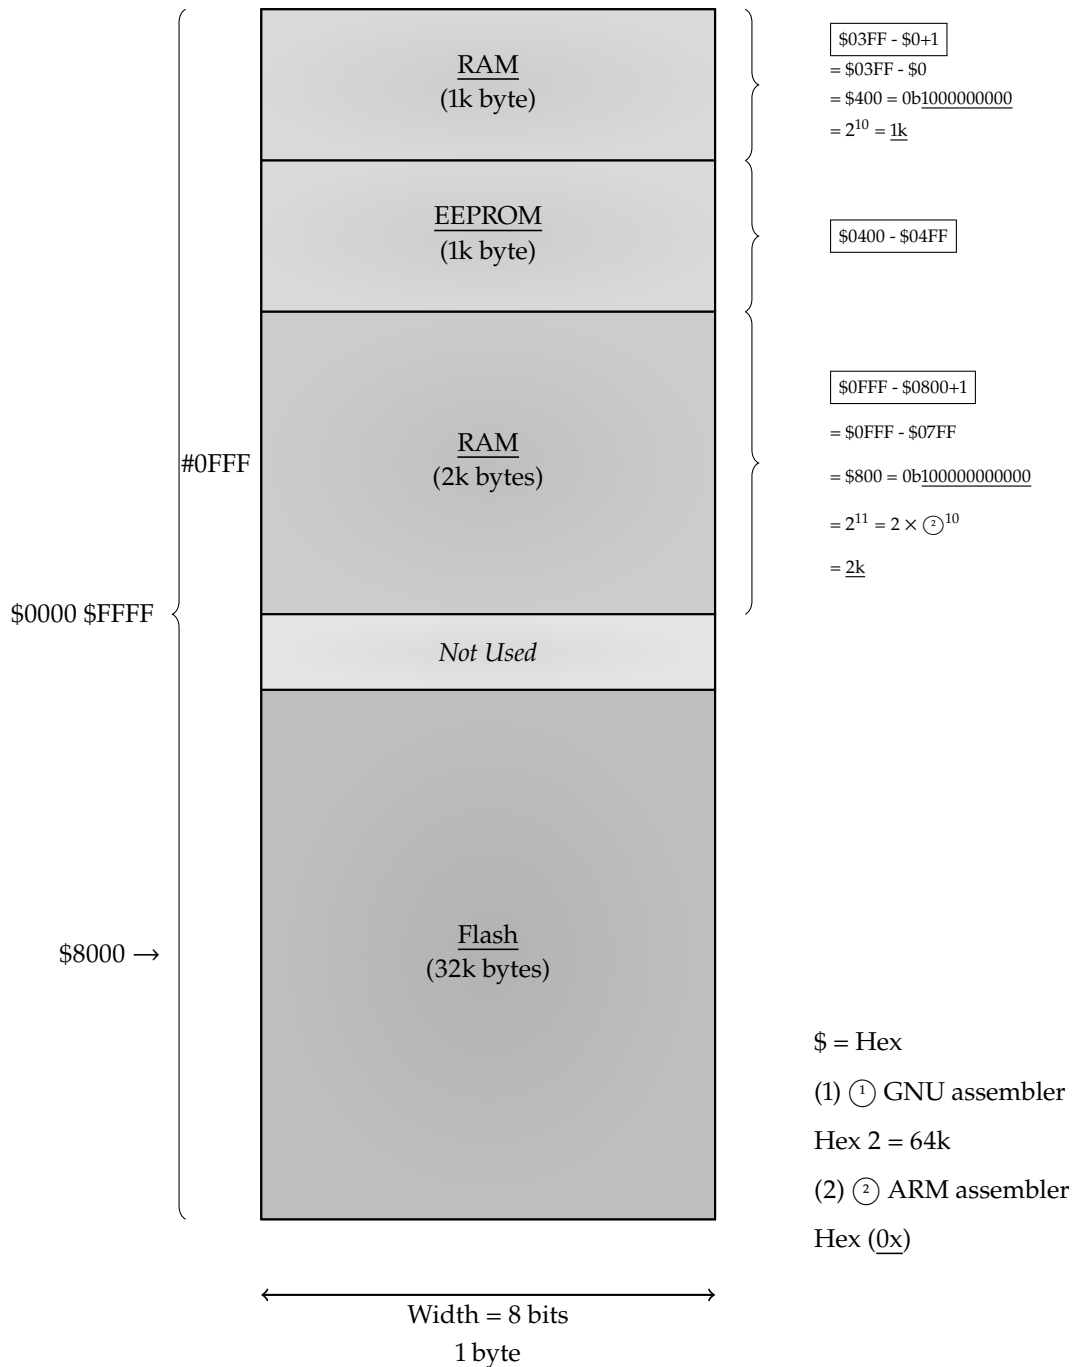 RAM
(1k byte)
$03FF - $0+1
= $03FF - $0
= $400 = 0b1000000000
= 2^10 = 1k
EEPROM
(1k byte)
$0400 - $04FF
RAM
(2k bytes)
#0FFF
$0FFF - $0800+1
= $0FFF - $07FF
= $800 = 0b100000000000
= 2^11 = 2 × ②^10
= 2k
$0000 $FFFF
Not Used
Flash
(32k bytes)
$8000 →
$ = Hex
(1) ① GNU assembler
Hex 2 = 64k
(2) ② ARM assembler
Hex (0x)
Width = 8 bits
1 byte